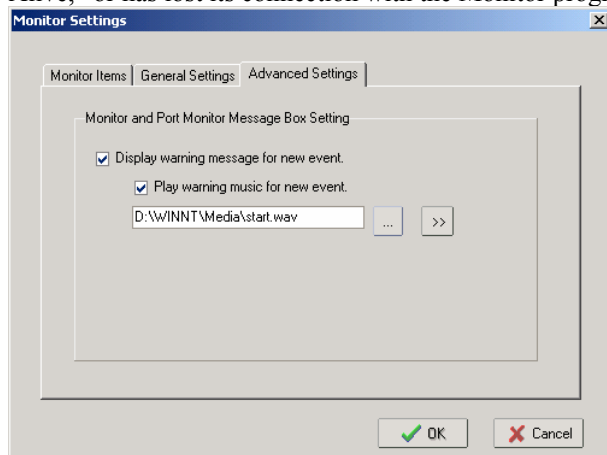 Alive," or has lost its connection with the Monitor progr
Monitor Settings
Monitor Items General Settings Advanced Settings
Monitor and Port Monitor Message Box Setting
Display warning message for new event.
Play warning music for new event.
D:\WINNT\Media\start.wav ... >>
OK Cancel